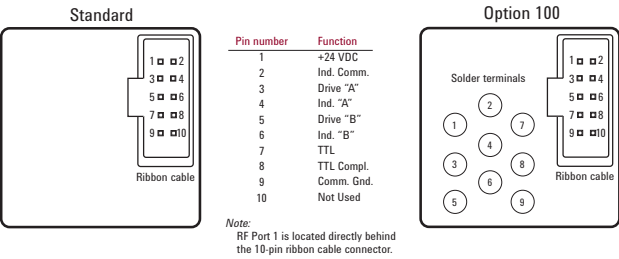 Standard
1 2
3 4
5 6
7 8
9 10
Ribbon cable
Pin number Function
1 +24 VDC
2 Ind. Comm.
3 Drive “A”
4 Ind. “A”
5 Drive “B”
6 Ind. “B”
7 TTL
8 TTL Compl.
9 Comm. Gnd.
10 Not Used
Note:
RF Port 1 is located directly behind
the 10-pin ribbon cable connector.
Option 100
Solder terminals
2
1 7
4
3 8
6
5 9
1 2
3 4
5 6
7 8
9 10
Ribbon cable